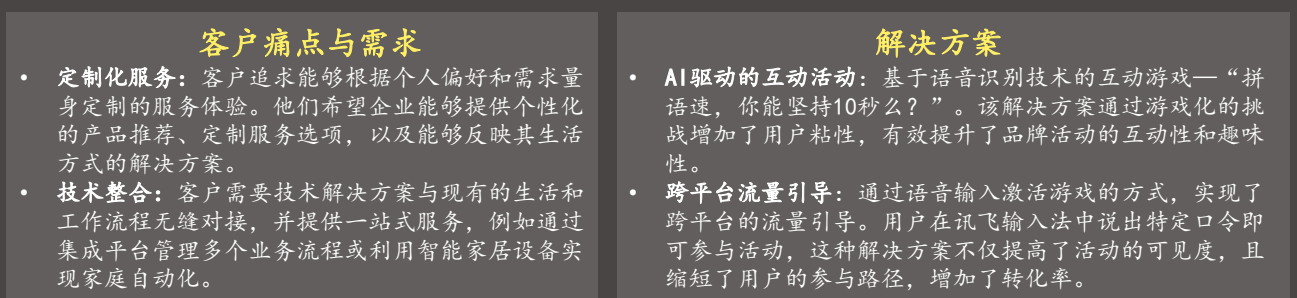 客户痛点与需求
• 定制化服务：客户追求能够根据个人偏好和需求量
身定制的服务体验。他们希望企业能够提供个性化
的产品推荐、定制服务选项，以及能够反映其生活
方式的解决方案。
• 技术整合：客户需要技术解决方案与现有的生活和
工作流程无缝对接，并提供一站式服务，例如通过
集成平台管理多个业务流程或利用智能家居设备实
现家庭自动化。
解决方案
• AI驱动的互动活动：基于语音识别技术的互动游戏—“拼
语速，你能坚持10秒么？”。该解决方案通过游戏化的挑
战增加了用户粘性，有效提升了品牌活动的互动性和趣味
性。
• 跨平台流量引导：通过语音输入激活游戏的方式，实现了
跨平台的流量引导。用户在讯飞输入法中说出特定口令即
可参与活动，这种解决方案不仅提高了活动的可见度，且
缩短了用户的参与路径，增加了转化率。